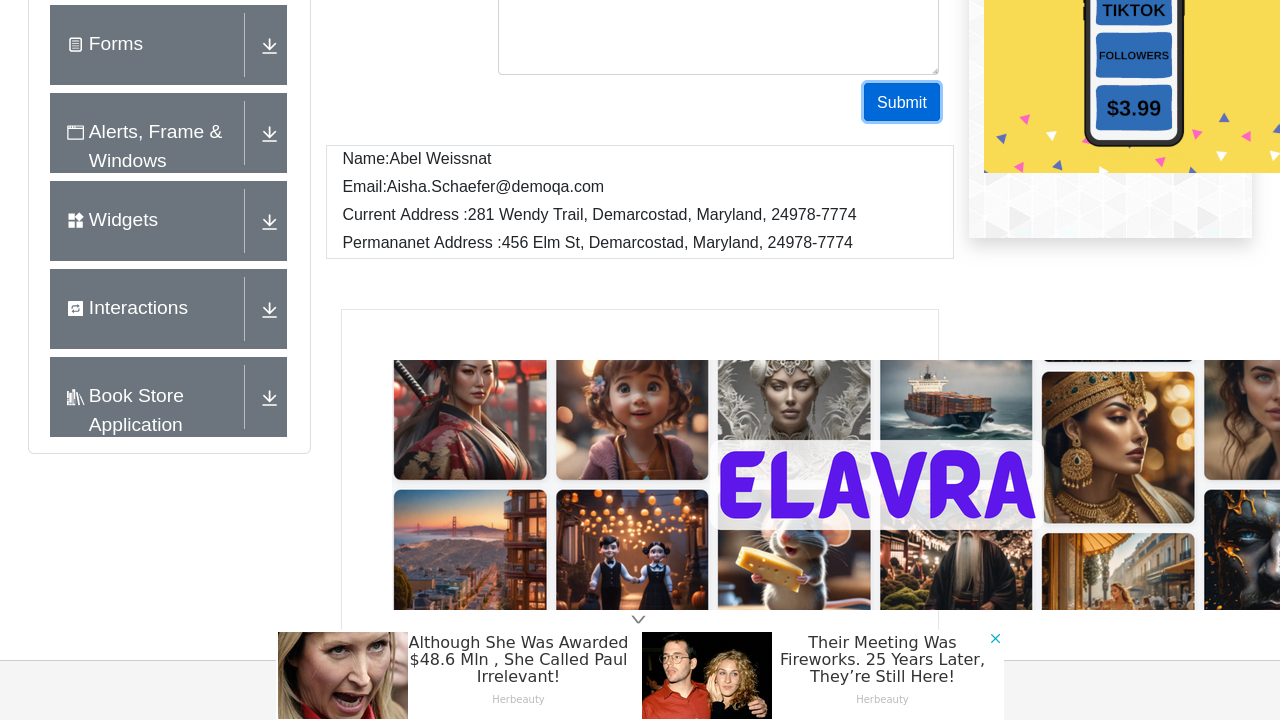 Forms
Alerts, Frame &
Windows
Widgets
Interactions
Book Store
Application
Submit
Name:Abel Weissnat
Email:Aisha.Schaefer@demoqa.com
Current Address :281 Wendy Trail, Demarcostad, Maryland, 24978-7774
Permananet Address :456 Elm St, Demarcostad, Maryland, 24978-7774
TIKTOK
FOLLOWERS
$3.99
ELAVRA
Although She Was Awarded
$48.6 Mln , She Called Paul
Irrelevant!
Herbeauty
Their Meeting Was
Fireworks. 25 Years Later,
They’re Still Here!
Herbeauty